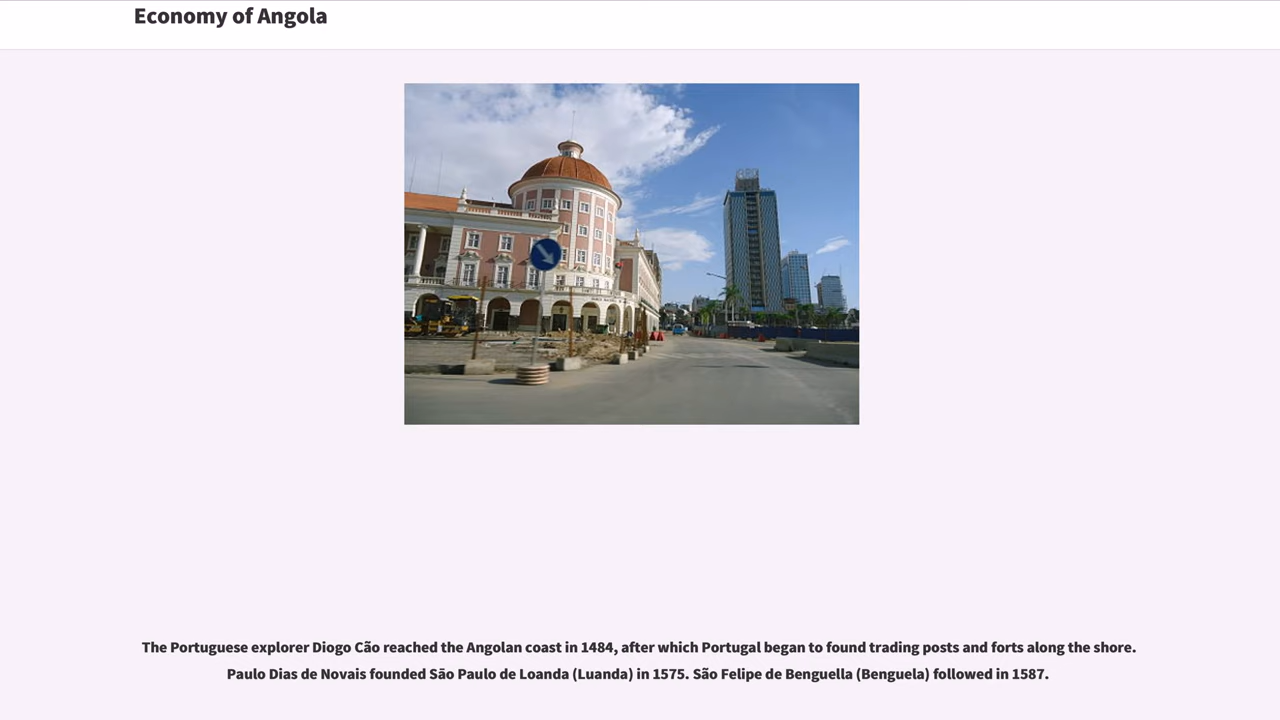 Economy of Angola
The Portuguese explorer Diogo Cão reached the Angolan coast in 1484, after which Portugal began to found trading posts and forts along the shore.
Paulo Dias de Novais founded São Paulo de Loanda (Luanda) in 1575. São Felipe de Benguella (Benguela) followed in 1587.